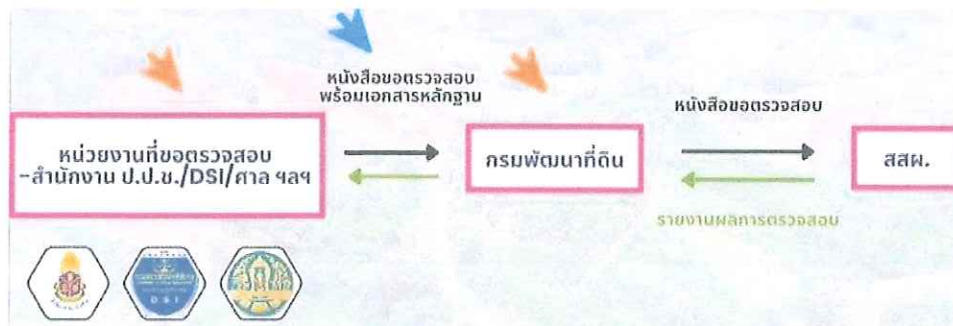 หนังสือขอตรวจสอบ
พร้อมเอกสารหลักฐาน
หนังสือขอตรวจสอบ
หน่วยงานที่ขอตรวจสอบ
-สำนักงาน ป.ป.ช./DSI/ศาล ฯลฯ
กรมพัฒนาที่ดิน
สสผ.
รายงานผลการตรวจสอบ
DSI